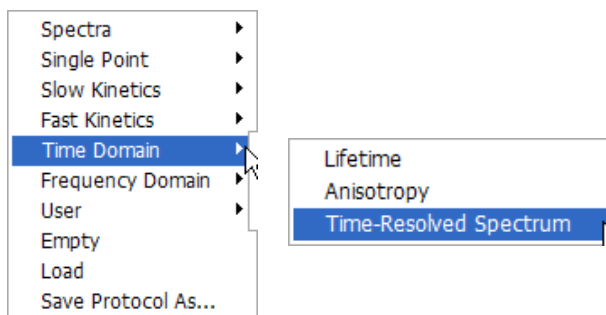 Spectra
Single Point
Slow Kinetics
Fast Kinetics
Time Domain
Frequency Domain
User
Empty
Load
Save Protocol As...
Lifetime
Anisotropy
Time-Resolved Spectrum